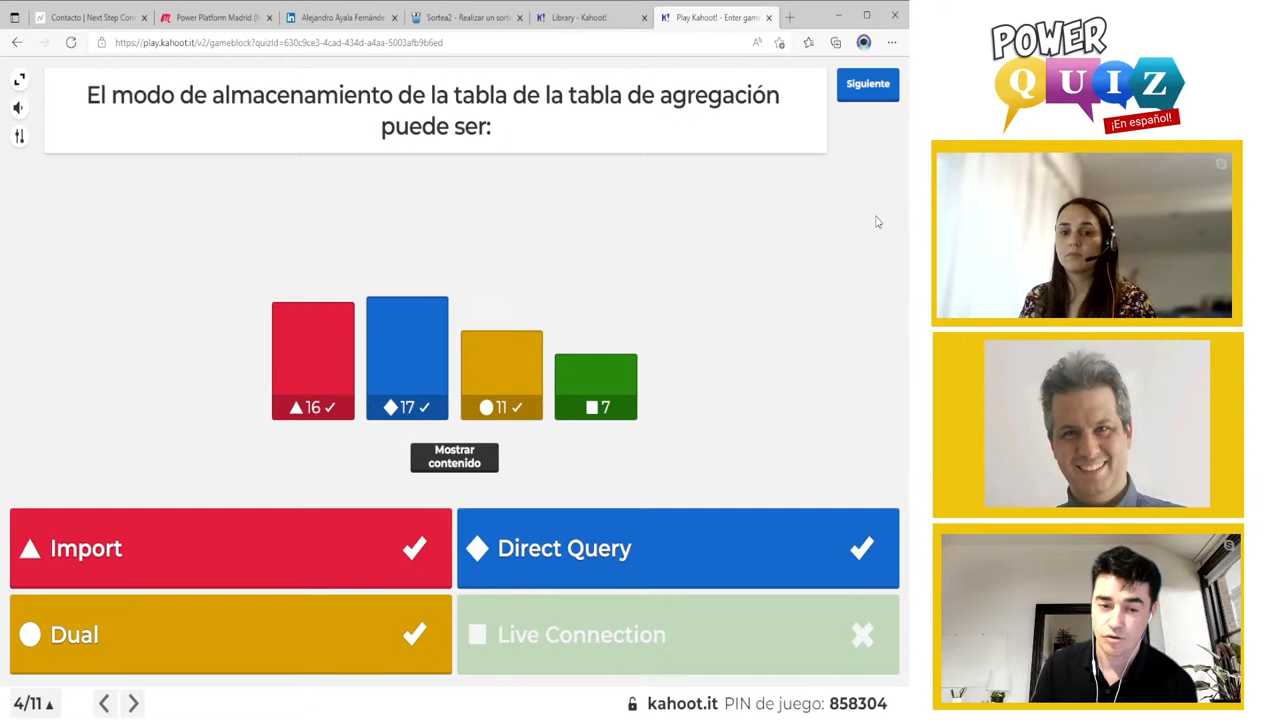 Contacto | Next Step Con
Power Platform Madrid (M
Alejandro Ayala Fernánde
Sortea2 - Realizar un sorte
Library - Kahoot!
Play Kahoot! - Enter gam
https://play.kahoot.it/v2/gameblock?quizId=630c9ce3-4cad-434d-a4aa-5003afb9b6ed
El modo de almacenamiento de la tabla de la tabla de agregación
puede ser:
Siguiente
16
17
11
7
Mostrar
contenido
Import
Direct Query
Dual
Live Connection
4/11
kahoot.it PIN de juego: 858304
POWER
QUIZ
¡En español!